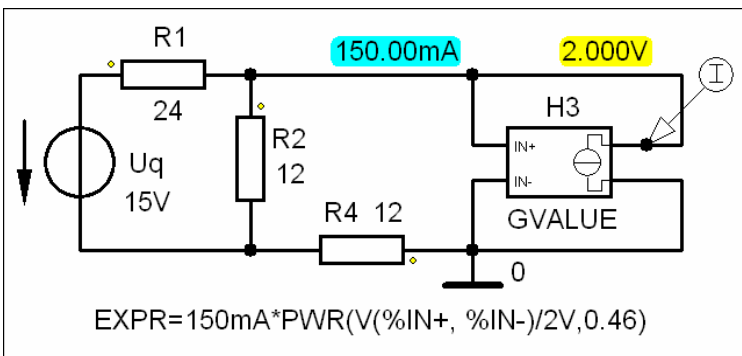 R1
150.00mA
2.000V
I
24
H3
R2
12
IN+
IN-
Uq
15V
R4 12
GVALUE
0
EXPR=150mA*PWR(V(%IN+, %IN-)/2V,0.46)